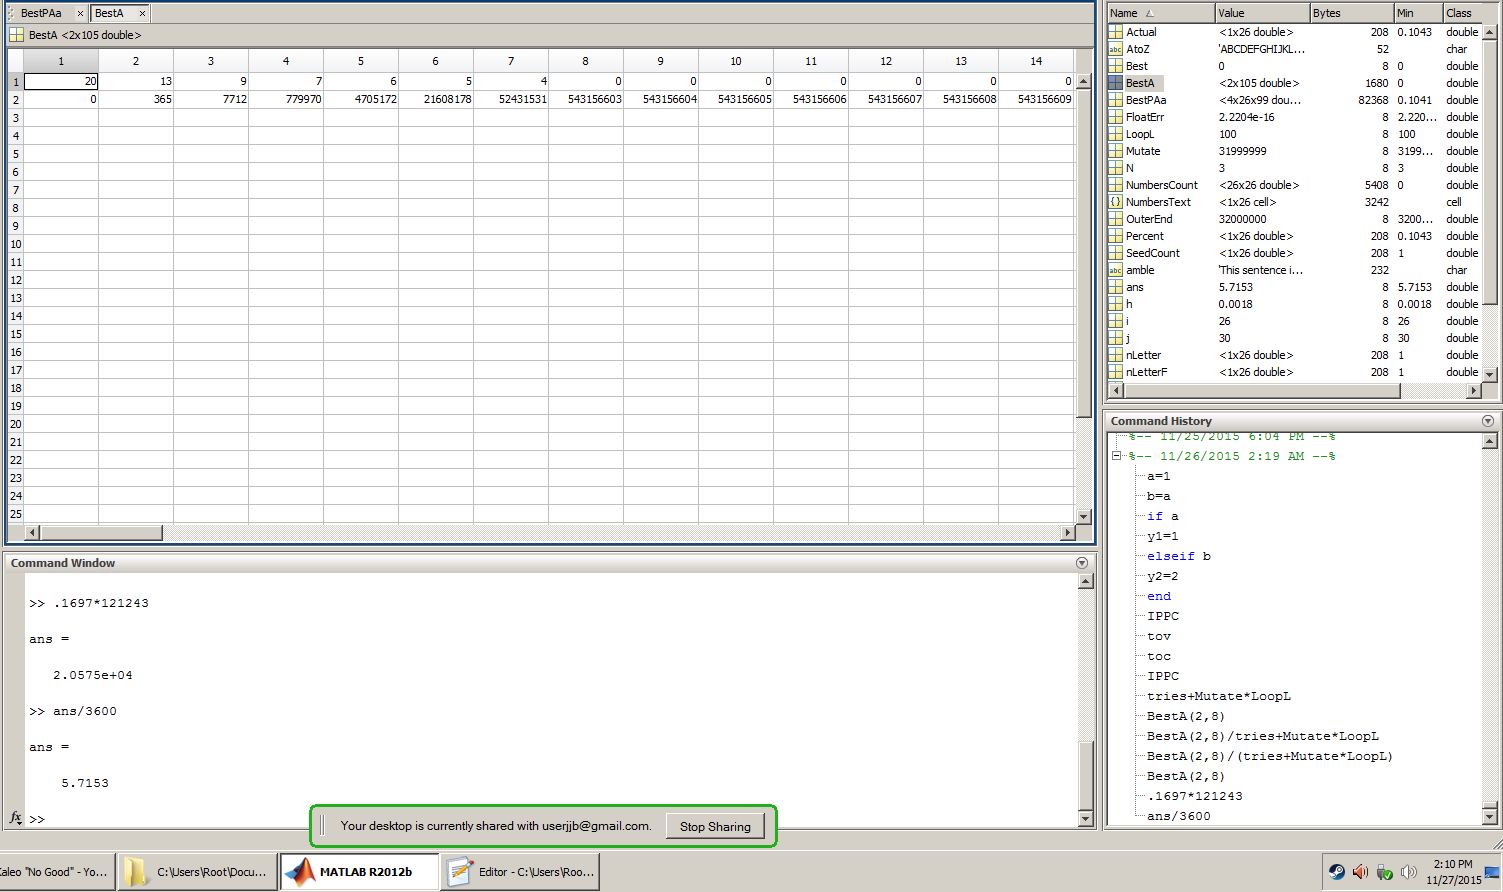 BestPAa × BestA ×
BestA <2x105 double>
1 2 3 4 5 6 7 8 9 10 11 12 13 14
1 20 13 9 7 6 5 4 0 0 0 0 0 0 0
2 0 365 7712 779970 4705172 21608178 52431531 543156603 543156604 543156605 543156606 543156607 543156608 543156609
3
4
5
6
7
8
9
10
11
12
13
14
15
16
17
18
19
20
21
22
23
24
25
Name Value Bytes Min Class
Actual <1x26 double> 208 0.1043 double
AtoZ 'ABCDEFGHIJKL... 52 char
Best 0 8 0 double
BestA <2x105 double> 1680 0 double
BestPAa <4x26x99 dou... 82368 0.1041 double
FloatErr 2.2204e-16 8 2.220... double
LoopL 100 8 100 double
Mutate 31999999 8 3199... double
N 3 8 3 double
NumbersCount <26x26 double> 5408 0 double
NumbersText <1x26 cell> 3242 cell
OuterEnd 32000000 8 3200... double
Percent <1x26 double> 208 0.1043 double
SeedCount <1x26 double> 208 1 double
amble 'This sentence i... 232 char
ans 5.7153 8 5.7153 double
h 0.0018 8 0.0018 double
i 26 8 26 double
j 30 8 30 double
nLetter <1x26 double> 208 1 double
nLetterF <1x26 double> 208 1 double
Command History
%-- 11/25/2015 6:04 PM --%
%-- 11/26/2015 2:19 AM --%
a=1
b=a
if a
y1=1
elseif b
y2=2
end
IPPC
tov
toc
IPPC
tries+Mutate*LoopL
BestA(2,8)
BestA(2,8)/tries+Mutate*LoopL
BestA(2,8)/(tries+Mutate*LoopL)
BestA(2,8)
.1697*121243
ans/3600
Command Window
>> .1697*121243
ans =
2.0575e+04
>> ans/3600
ans =
5.7153
fx >>
Your desktop is currently shared with userjjb@gmail.com. Stop Sharing
Kaleo "No Good" - Yo... C:\Users\Root\Docu... MATLAB R2012b Editor - C:\Users\Roo...
2:10 PM
11/27/2015